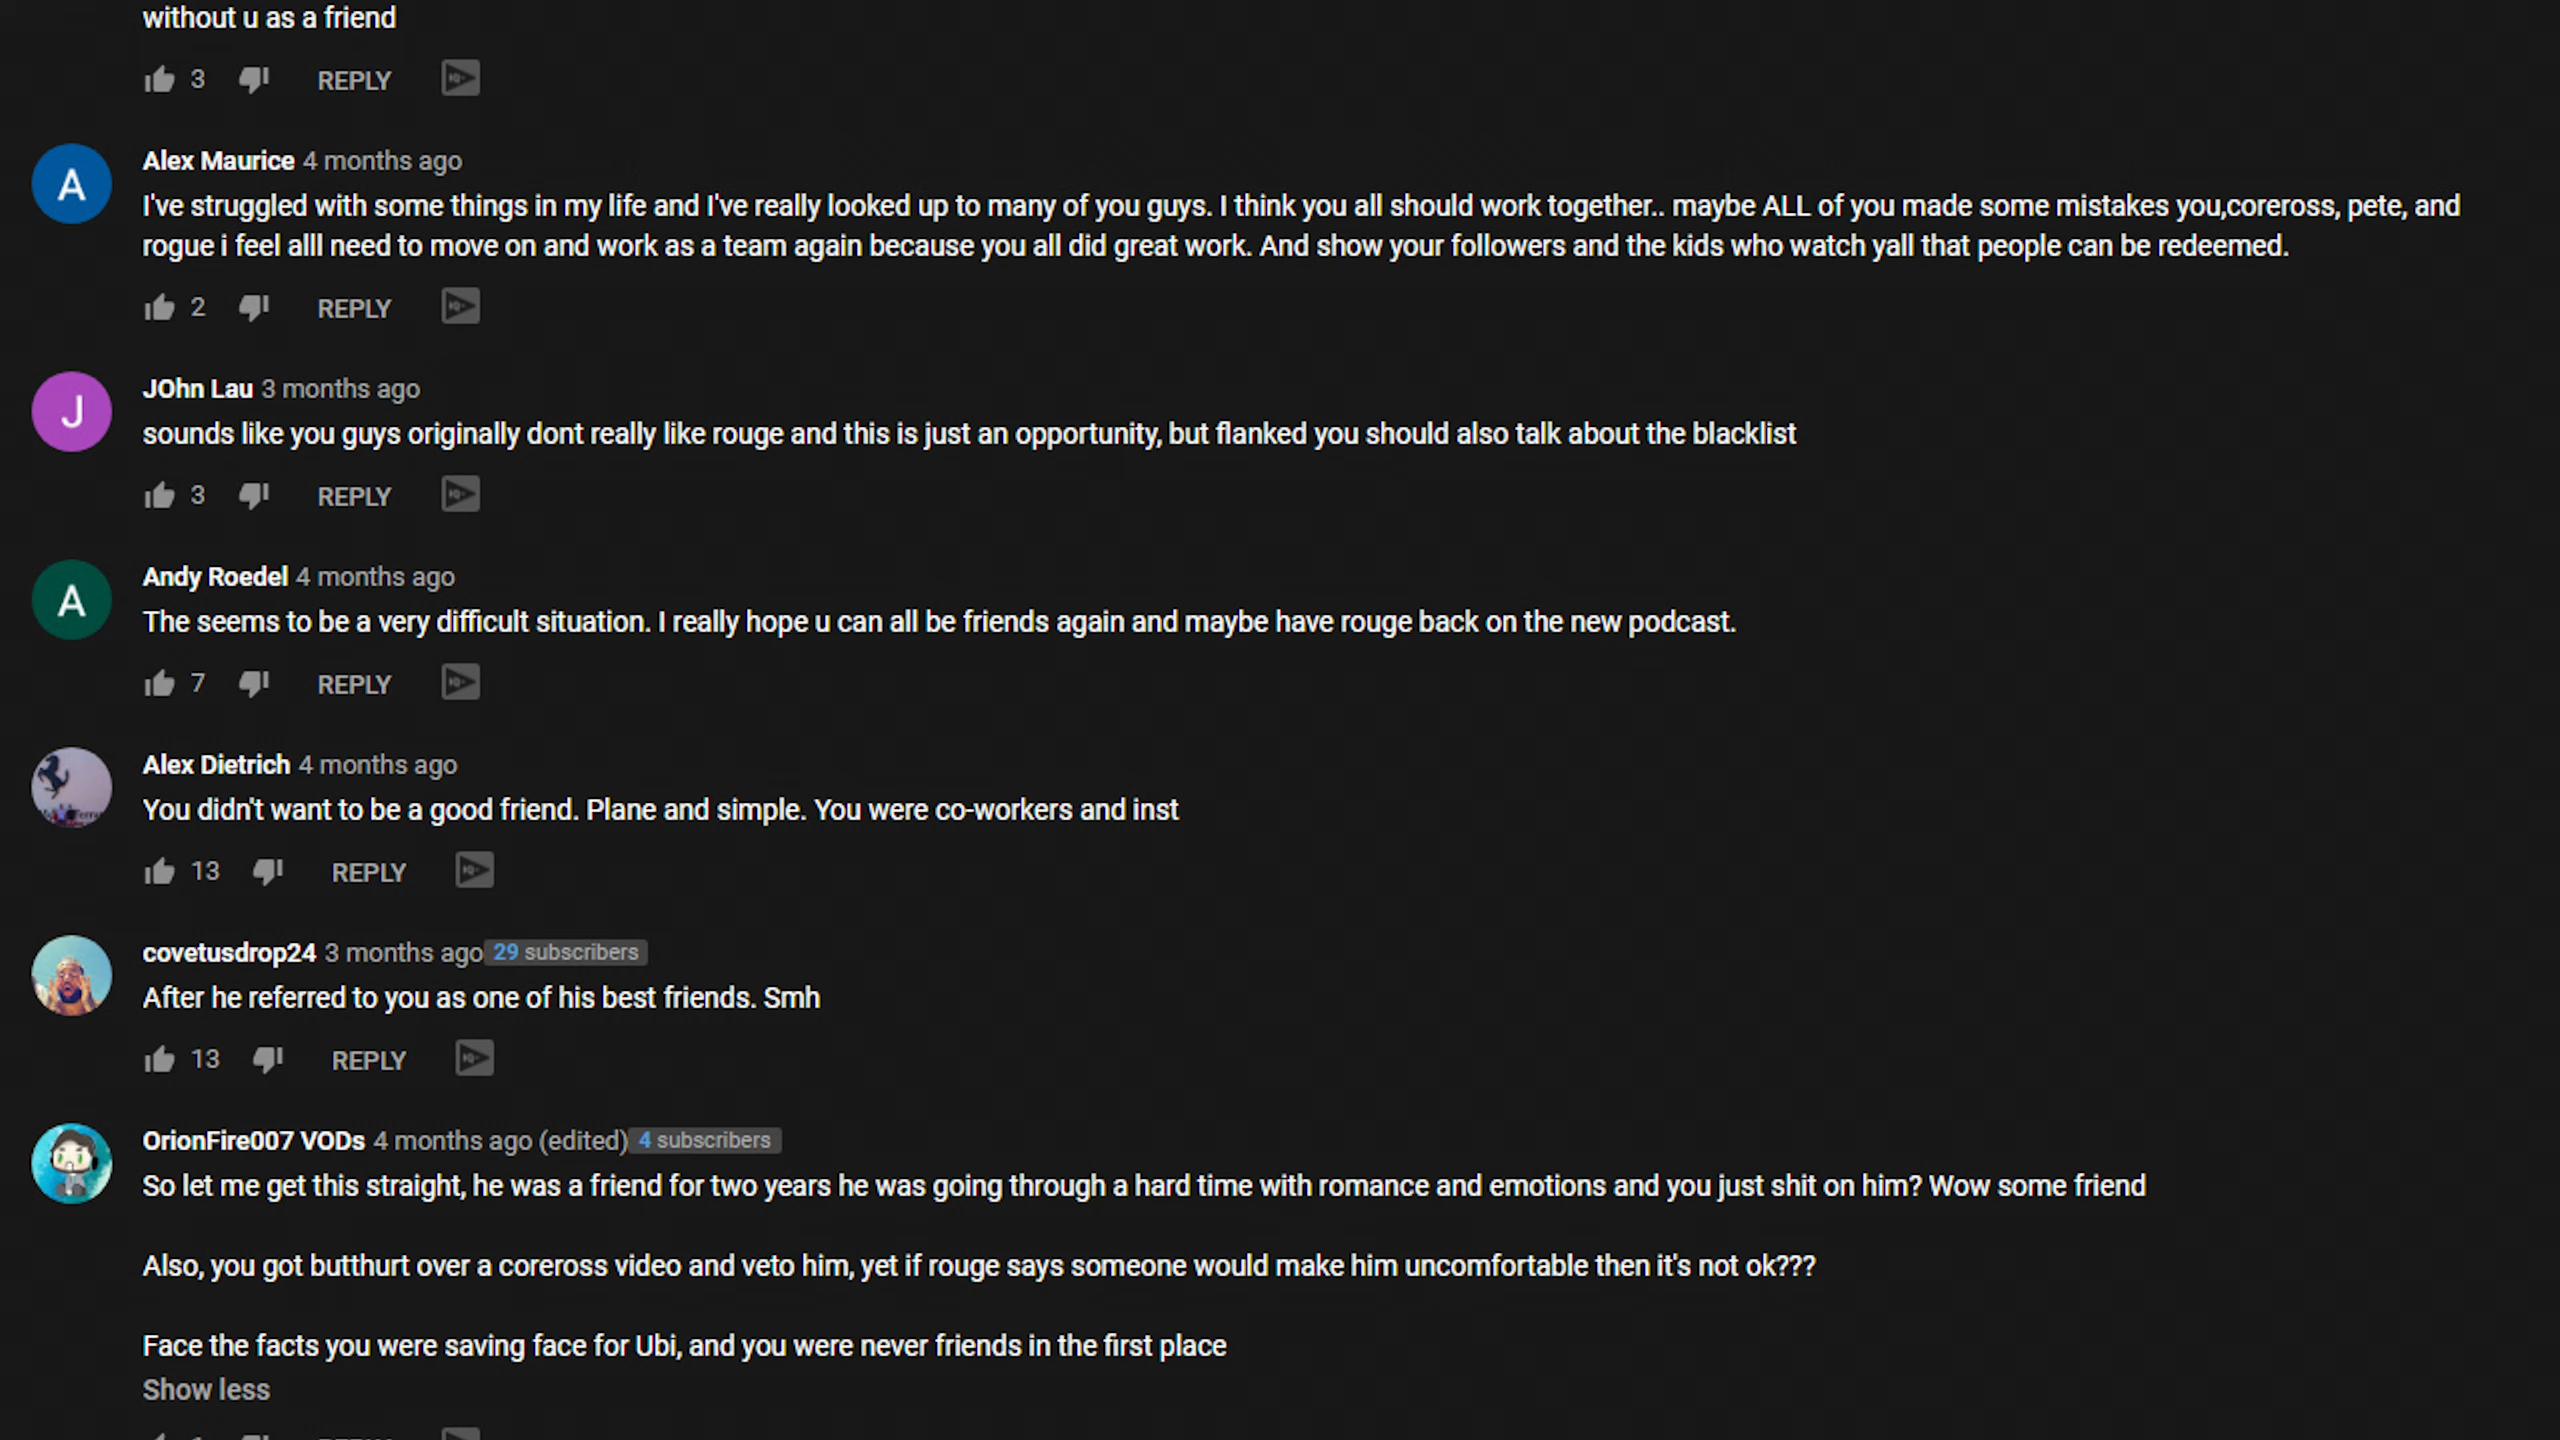 without u as a friend
3 REPLY
A Alex Maurice 4 months ago
I've struggled with some things in my life and I've really looked up to many of you guys. I think you all should work together.. maybe ALL of you made some mistakes you,coreross, pete, and
rogue i feel alll need to move on and work as a team again because you all did great work. And show your followers and the kids who watch yall that people can be redeemed.
2 REPLY
J JOhn Lau 3 months ago
sounds like you guys originally dont really like rouge and this is just an opportunity, but flanked you should also talk about the blacklist
3 REPLY
A Andy Roedel 4 months ago
The seems to be a very difficult situation. I really hope u can all be friends again and maybe have rouge back on the new podcast.
7 REPLY
Alex Dietrich 4 months ago
You didn't want to be a good friend. Plane and simple. You were co-workers and inst
13 REPLY
covetusdrop24 3 months ago 29 subscribers
After he referred to you as one of his best friends. Smh
13 REPLY
OrionFire007 VODs 4 months ago (edited) 4 subscribers
So let me get this straight, he was a friend for two years he was going through a hard time with romance and emotions and you just shit on him? Wow some friend
Also, you got butthurt over a coreross video and veto him, yet if rouge says someone would make him uncomfortable then it's not ok???
Face the facts you were saving face for Ubi, and you were never friends in the first place
Show less